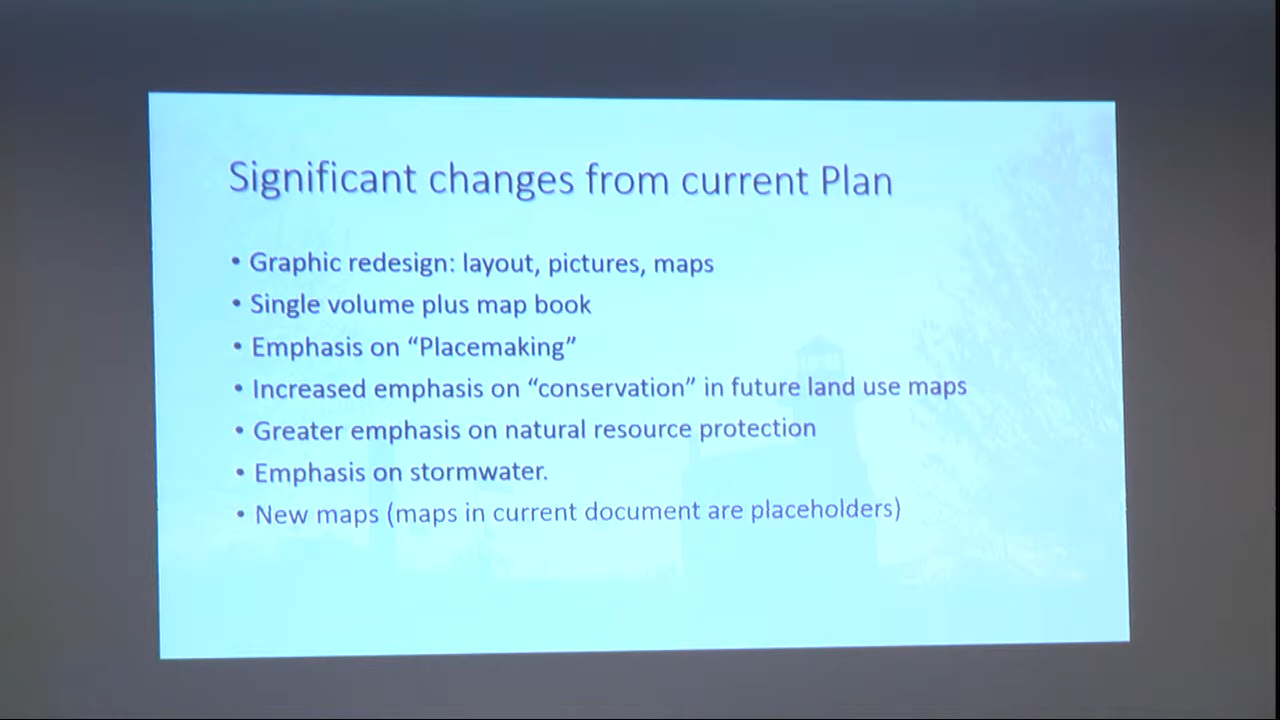 Significant changes from current Plan
• Graphic redesign: layout, pictures, maps
• Single volume plus map book
• Emphasis on “Placemaking”
• Increased emphasis on “conservation” in future land use maps
• Greater emphasis on natural resource protection
• Emphasis on stormwater.
• New maps (maps in current document are placeholders)